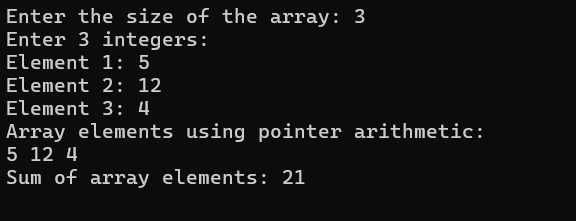 Enter the size of the array: 3
Enter 3 integers:
Element 1: 5
Element 2: 12
Element 3: 4
Array elements using pointer arithmetic:
5 12 4
Sum of array elements: 21